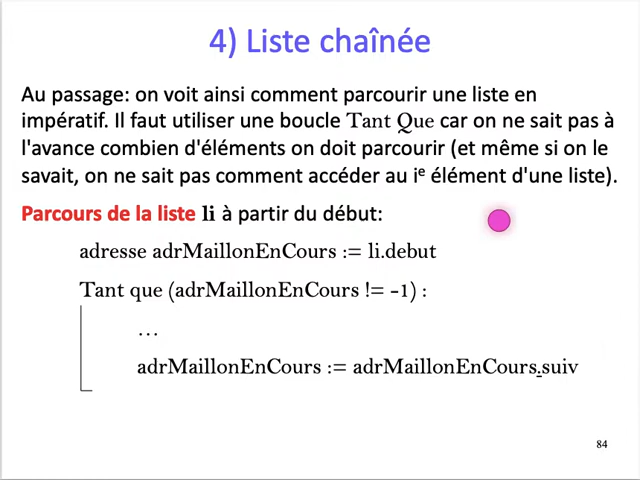 4) Liste chaînée
Au passage: on voit ainsi comment parcourir une liste en
impératif. Il faut utiliser une boucle Tant Que car on ne sait pas à
l'avance combien d'éléments on doit parcourir (et même si on le
savait, on ne sait pas comment accéder au iᵉ élément d'une liste).
Parcours de la liste li à partir du début:
adresse adrMaillonEnCours := li.debut
Tant que (adrMaillonEnCours != -1) :
…
adrMaillonEnCours := adrMaillonEnCours.suiv
84